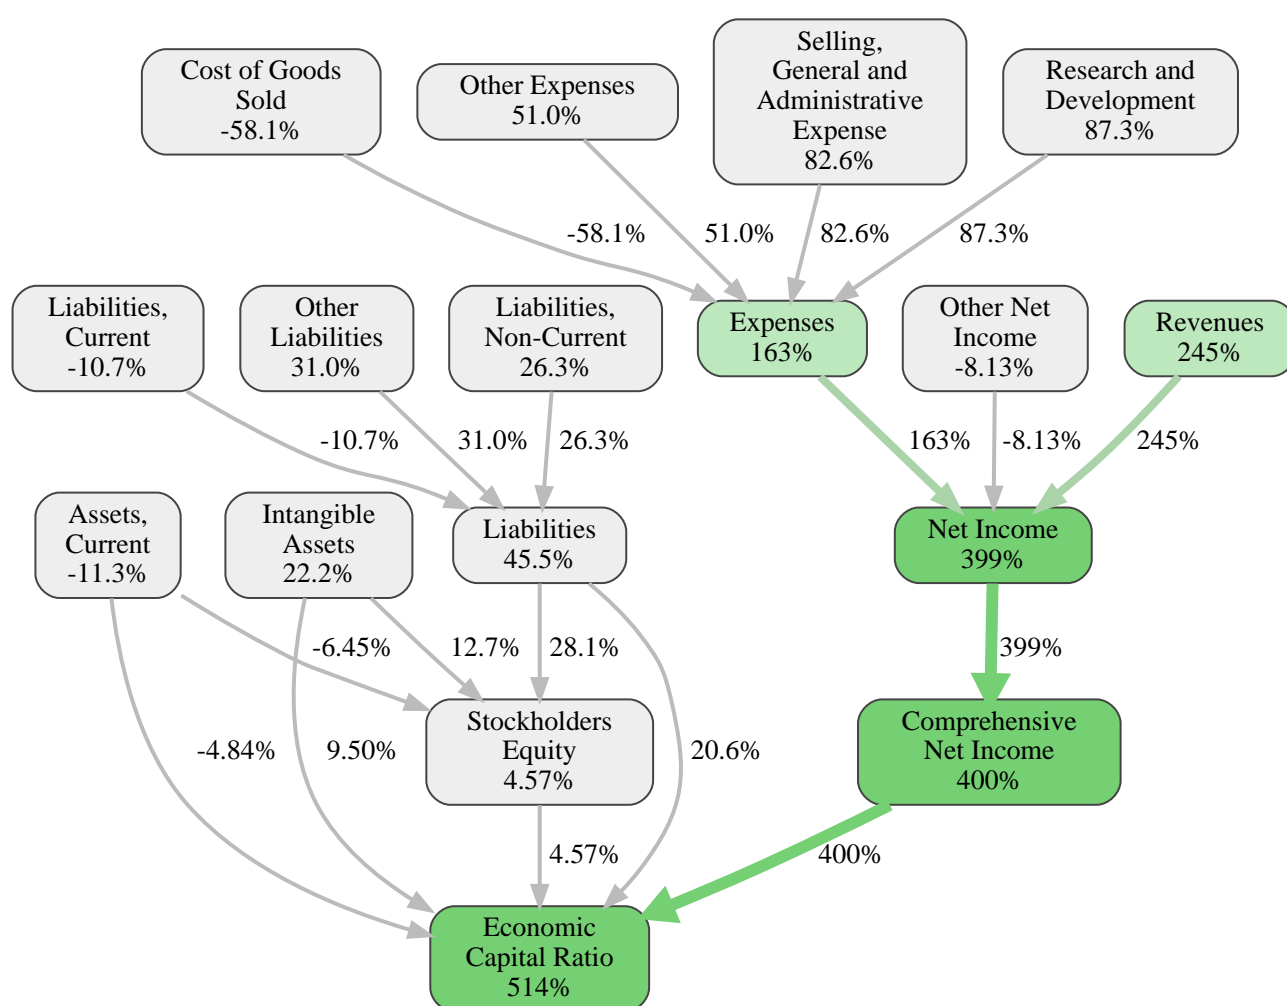 Cost of Goods
Sold
-58.1%
Other Expenses
51.0%
Selling,
General and
Administrative
Expense
82.6%
Research and
Development
87.3%
-58.1%
51.0%
82.6%
87.3%
Liabilities,
Current
-10.7%
Other
Liabilities
31.0%
Liabilities,
Non-Current
26.3%
Expenses
163%
Other Net
Income
-8.13%
Revenues
245%
-10.7%
31.0%
26.3%
163%
-8.13%
245%
Assets,
Current
-11.3%
Intangible
Assets
22.2%
Liabilities
45.5%
Net Income
399%
-6.45%
12.7%
28.1%
399%
Stockholders
Equity
4.57%
Comprehensive
Net Income
400%
-4.84%
9.50%
20.6%
4.57%
400%
Economic
Capital Ratio
514%